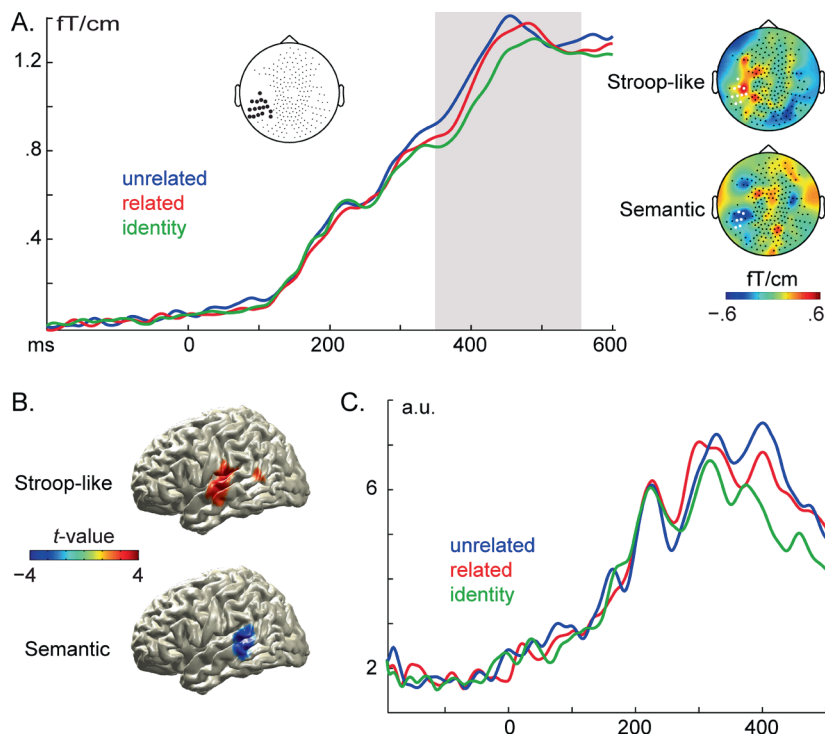 A.
fT/cm
1.2
.8
.4
unrelated
related
identity
ms
0
200
400
600
Stroop-like
Semantic
fT/cm
−.6
.6
B.
Stroop-like
t-value
−4
4
Semantic
C.
a.u.
6
2
unrelated
related
identity
0
200
400